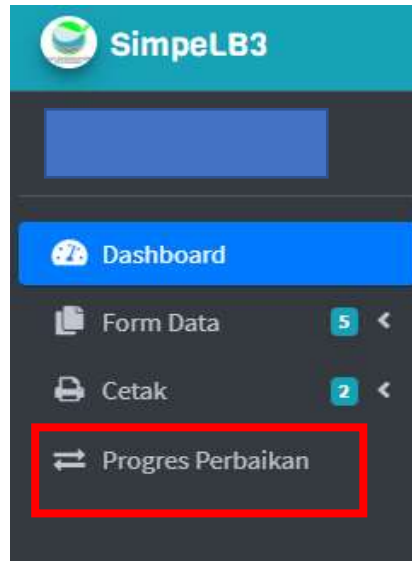 SimpeLB3
Dashboard
Form Data 5
Cetak 2
Progres Perbaikan